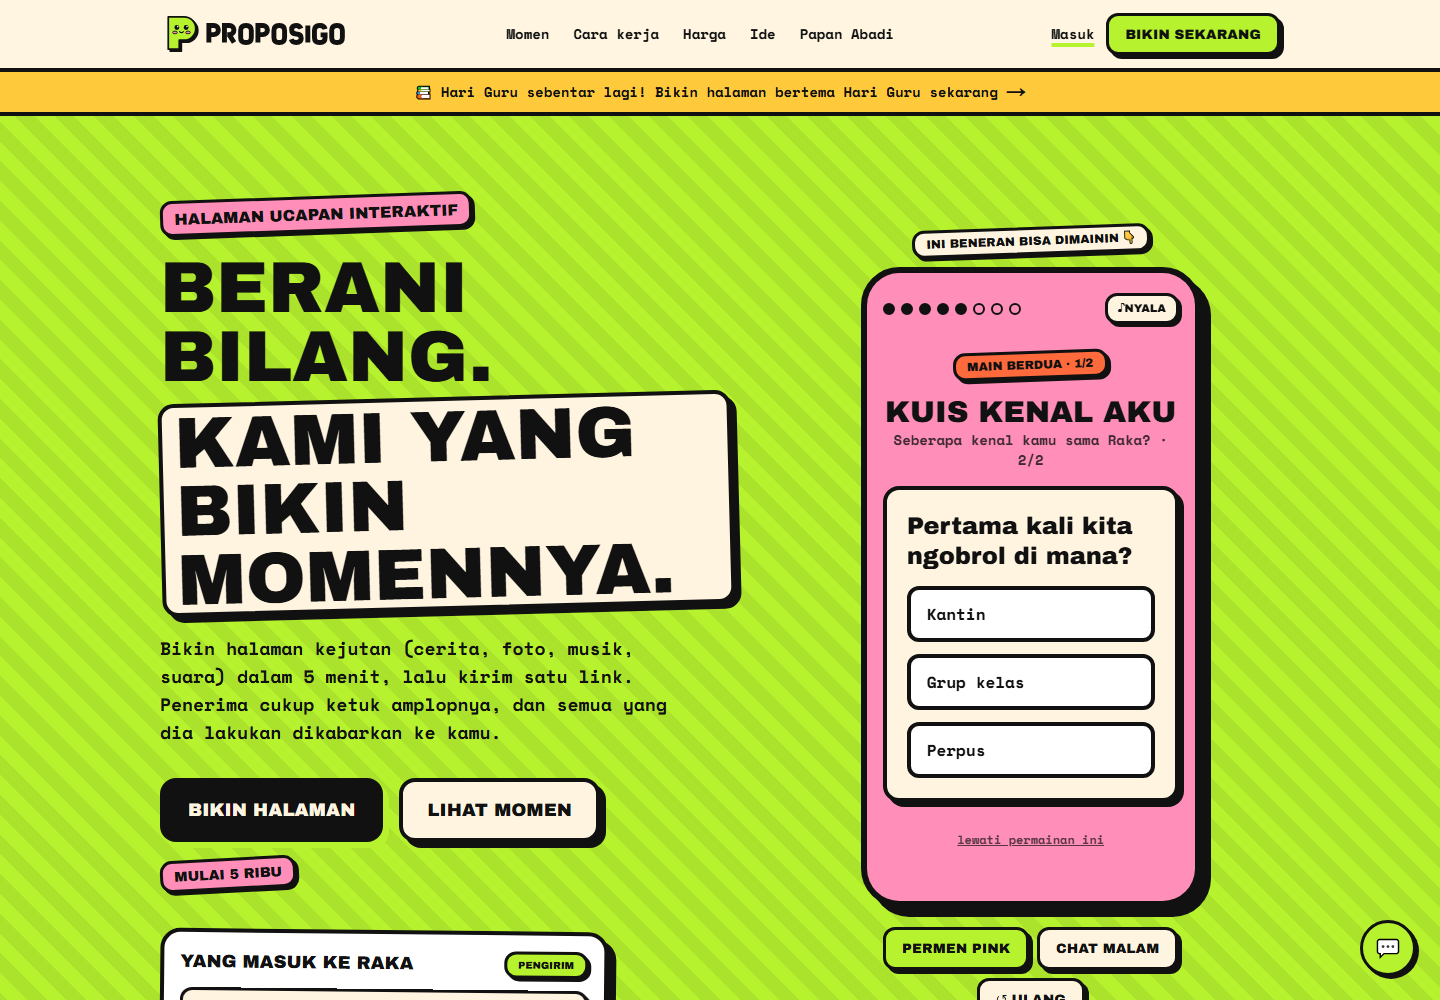 PROPOSIGO
Momen
Cara kerja
Harga
Ide
Papan Abadi
Masuk
BIKIN SEKARANG
Hari Guru sebentar lagi! Bikin halaman bertema Hari Guru sekarang →
HALAMAN UCAPAN INTERAKTIF
BERANI
BILANG.
KAMI YANG
BIKIN
MOMENNYA.
Bikin halaman kejutan (cerita, foto, musik,
suara) dalam 5 menit, lalu kirim satu link.
Penerima cukup ketuk amplopnya, dan semua yang
dia lakukan dikabarkan ke kamu.
BIKIN HALAMAN
LIHAT MOMEN
MULAI 5 RIBU
YANG MASUK KE RAKA
PENGIRIM
INI BENERAN BISA DIMAININ 👇
♪NYALA
MAIN BERDUA · 1/2
KUIS KENAL AKU
Seberapa kenal kamu sama Raka? ·
2/2
Pertama kali kita
ngobrol di mana?
Kantin
Grup kelas
Perpus
lewati permainan ini
PERMEN PINK
CHAT MALAM
↺ ULANG